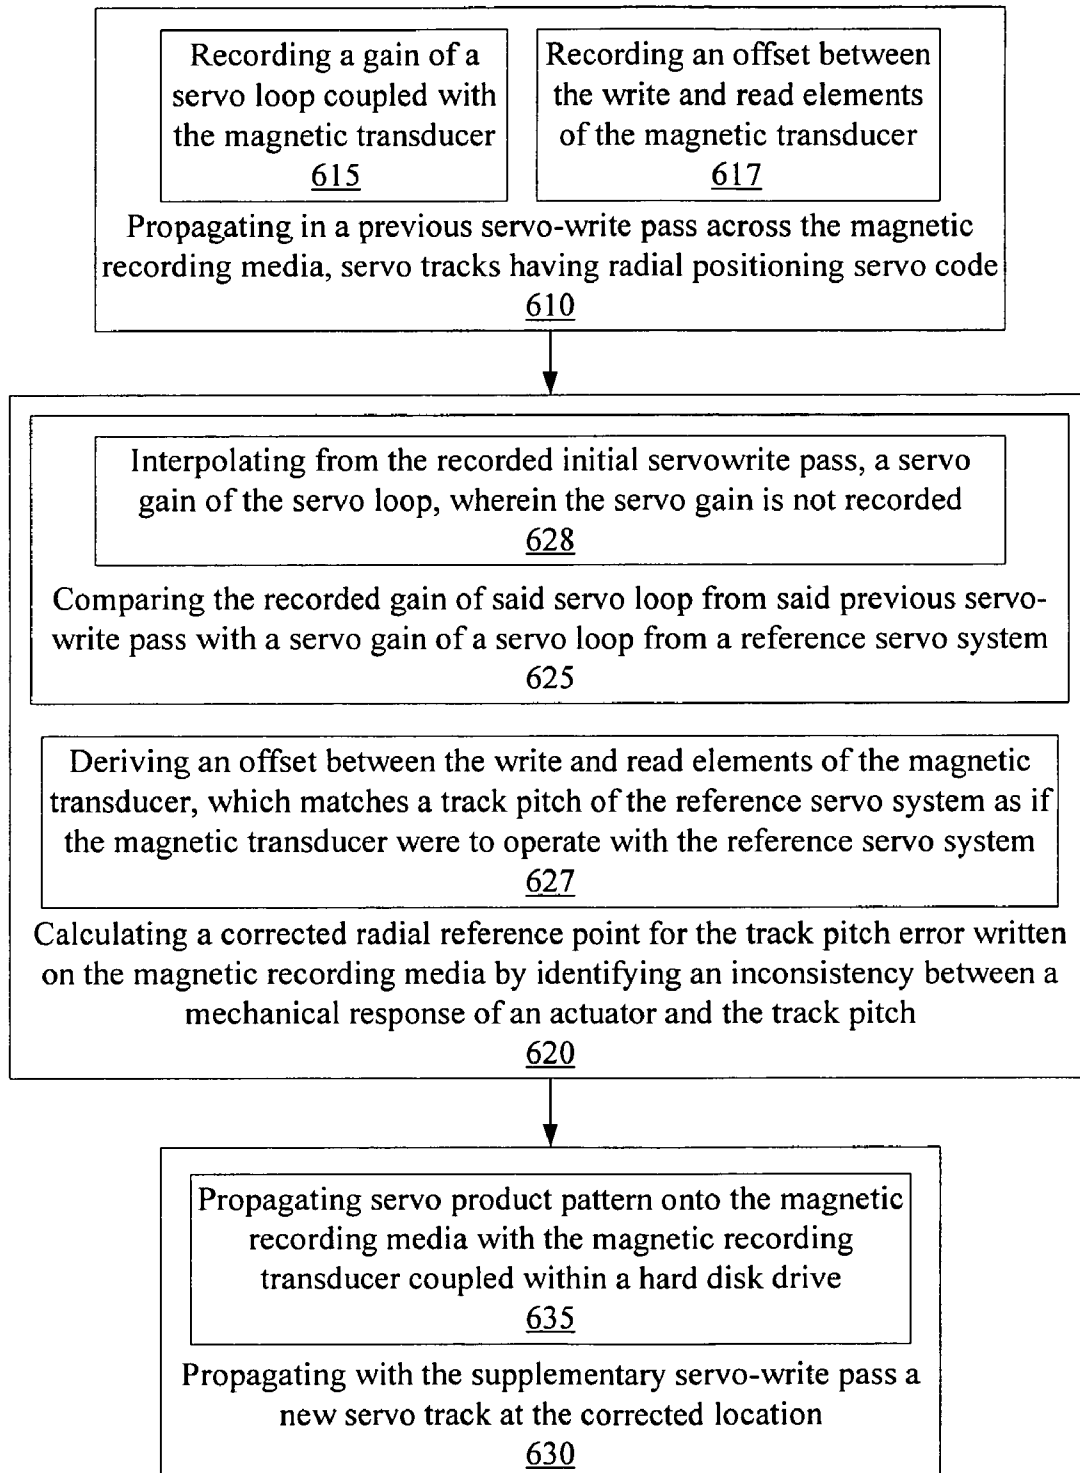 Recording a gain of a
servo loop coupled with
the magnetic transducer
615
Recording an offset between
the write and read elements
of the magnetic transducer
617
Propagating in a previous servo-write pass across the magnetic
recording media, servo tracks having radial positioning servo code
610
Interpolating from the recorded initial servowrite pass, a servo
gain of the servo loop, wherein the servo gain is not recorded
628
Comparing the recorded gain of said servo loop from said previous servo-
write pass with a servo gain of a servo loop from a reference servo system
625
Deriving an offset between the write and read elements of the magnetic
transducer, which matches a track pitch of the reference servo system as if
the magnetic transducer were to operate with the reference servo system
627
Calculating a corrected radial reference point for the track pitch error written
on the magnetic recording media by identifying an inconsistency between a
mechanical response of an actuator and the track pitch
620
Propagating servo product pattern onto the magnetic
recording media with the magnetic recording
transducer coupled within a hard disk drive
635
Propagating with the supplementary servo-write pass a
new servo track at the corrected location
630